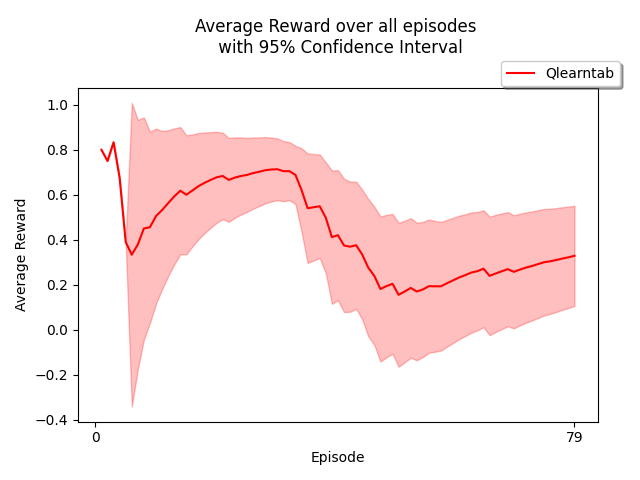 Average Reward over all episodes
with 95% Confidence Interval
Qlearntab
1.0
0.8
0.6
0.4
0.2
0.0
−0.2
−0.4
Average Reward
0
79
Episode